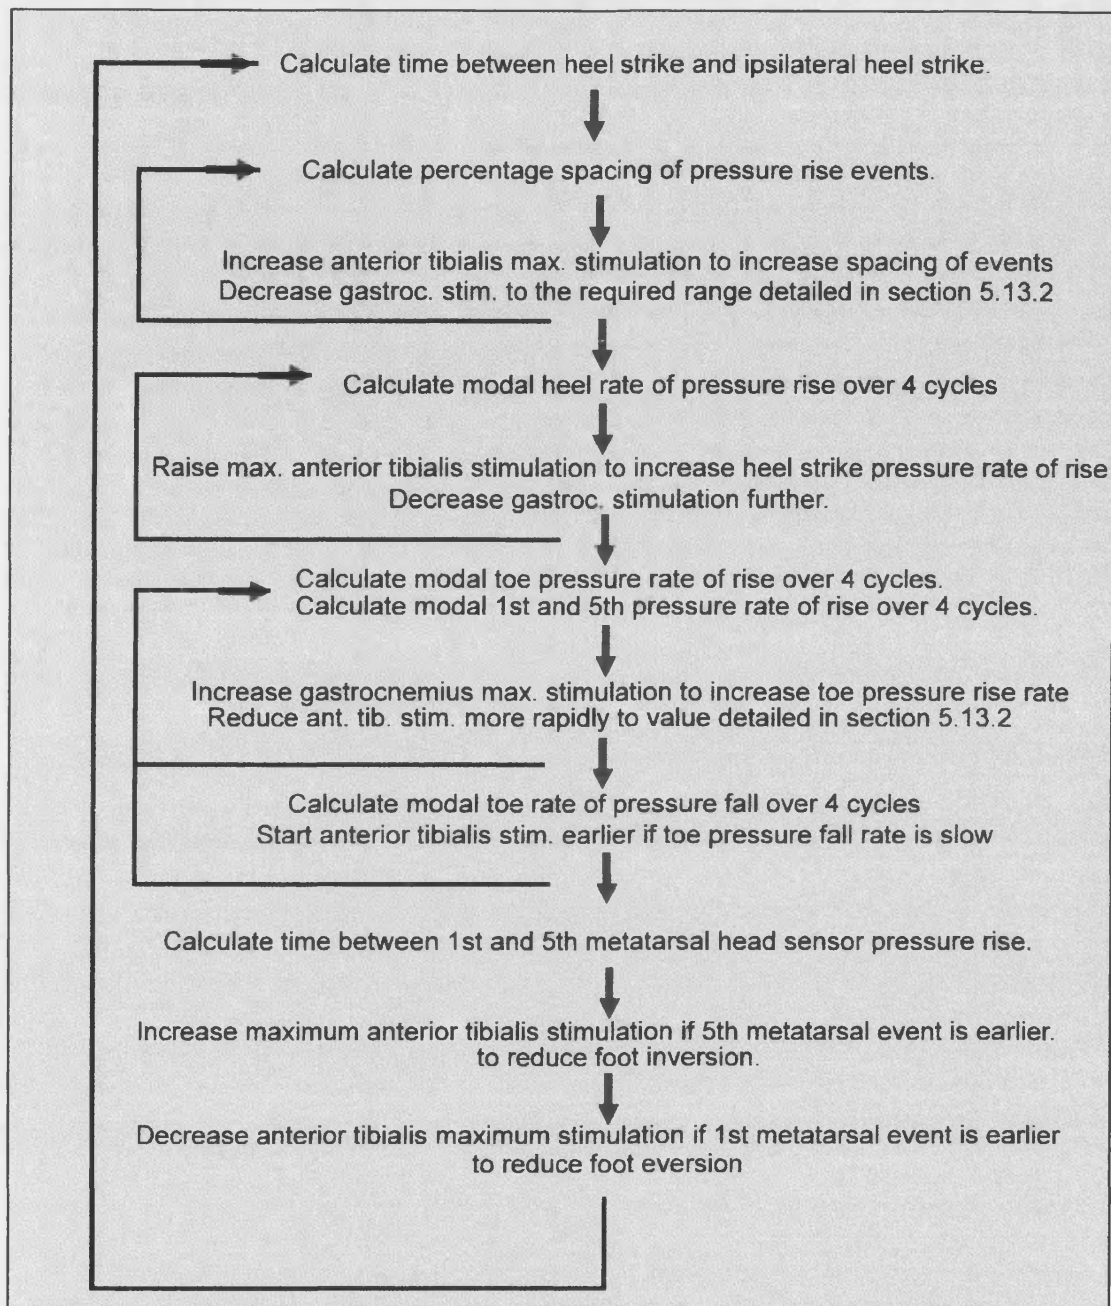 Calculate time between heel strike and ipsilateral heel strike.
Calculate percentage spacing of pressure rise events.
Increase anterior tibialis max. stimulation to increase spacing of events
Decrease gastroc. stim. to the required range detailed in section 5.13.2
Calculate modal heel rate of pressure rise over 4 cycles
Raise max. anterior tibialis stimulation to increase heel strike pressure rate of rise
Decrease gastroc. stimulation further.
Calculate modal toe pressure rate of rise over 4 cycles.
Calculate modal 1st and 5th pressure rate of rise over 4 cycles.
Increase gastrocnemius max. stimulation to increase toe pressure rise rate
Reduce ant. tib. stim. more rapidly to value detailed in section 5.13.2
Calculate modal toe rate of pressure fall over 4 cycles
Start anterior tibialis stim. earlier if toe pressure fall rate is slow
Calculate time between 1st and 5th metatarsal head sensor pressure rise.
Increase maximum anterior tibialis stimulation if 5th metatarsal event is earlier.
to reduce foot inversion.
Decrease anterior tibialis maximum stimulation if 1st metatarsal event is earlier
to reduce foot eversion